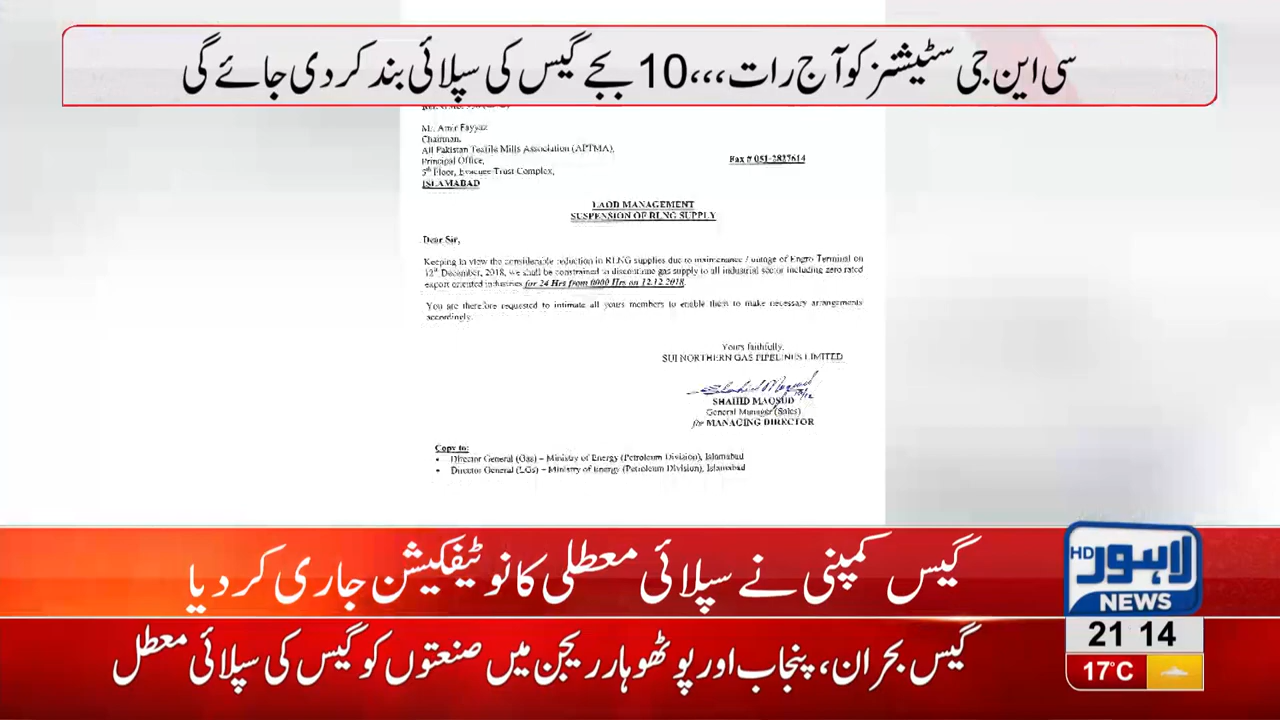 سی این جی سٹیشنز کو آج رات ،،،10 بجے گیس کی سپلائی بند کر دی جائے گی
Mr. Amir Fayyaz
Chairman,
All Pakistan Textile Mills Association (APTMA),
Principal Office,
Fax # 051-2827614
5th Floor, Evacuee Trust Complex,
ISLAMABAD
LAOD MANAGEMENT
SUSPENSION OF RLNG SUPPLY
Dear Sir,
Keeping in view the considerable reduction in RLNG supplies due to maintenance / outage of Engro Terminal on
12th December, 2018, we shall be constrained to discontinue gas supply to all industrial sector including zero rated
export oriented industries for 24 Hrs from 0000 Hrs on 12.12.2018.
You are therefore requested to intimate all yours members to enable them to make necessary arrangements
accordingly.
Yours faithfully,
SUI NORTHERN GAS PIPELINES LIMITED
SHAHID MAQSUD
General Manager (Sales)
for MANAGING DIRECTOR
Copy to:
• Director General (Gas) – Ministry of Energy (Petroleum Division), Islamabad
• Director General (LGs) – Ministry of Energy (Petroleum Division), Islamabad
گیس کمپنی نے سپلائی معطلی کا نوٹیفکیشن جاری کر دیا
گیس بحران، پنجاب اور پوٹھوہار ریجن میں صنعتوں کو گیس کی سپلائی معطل
لاہور HD
NEWS
21 14
17°C